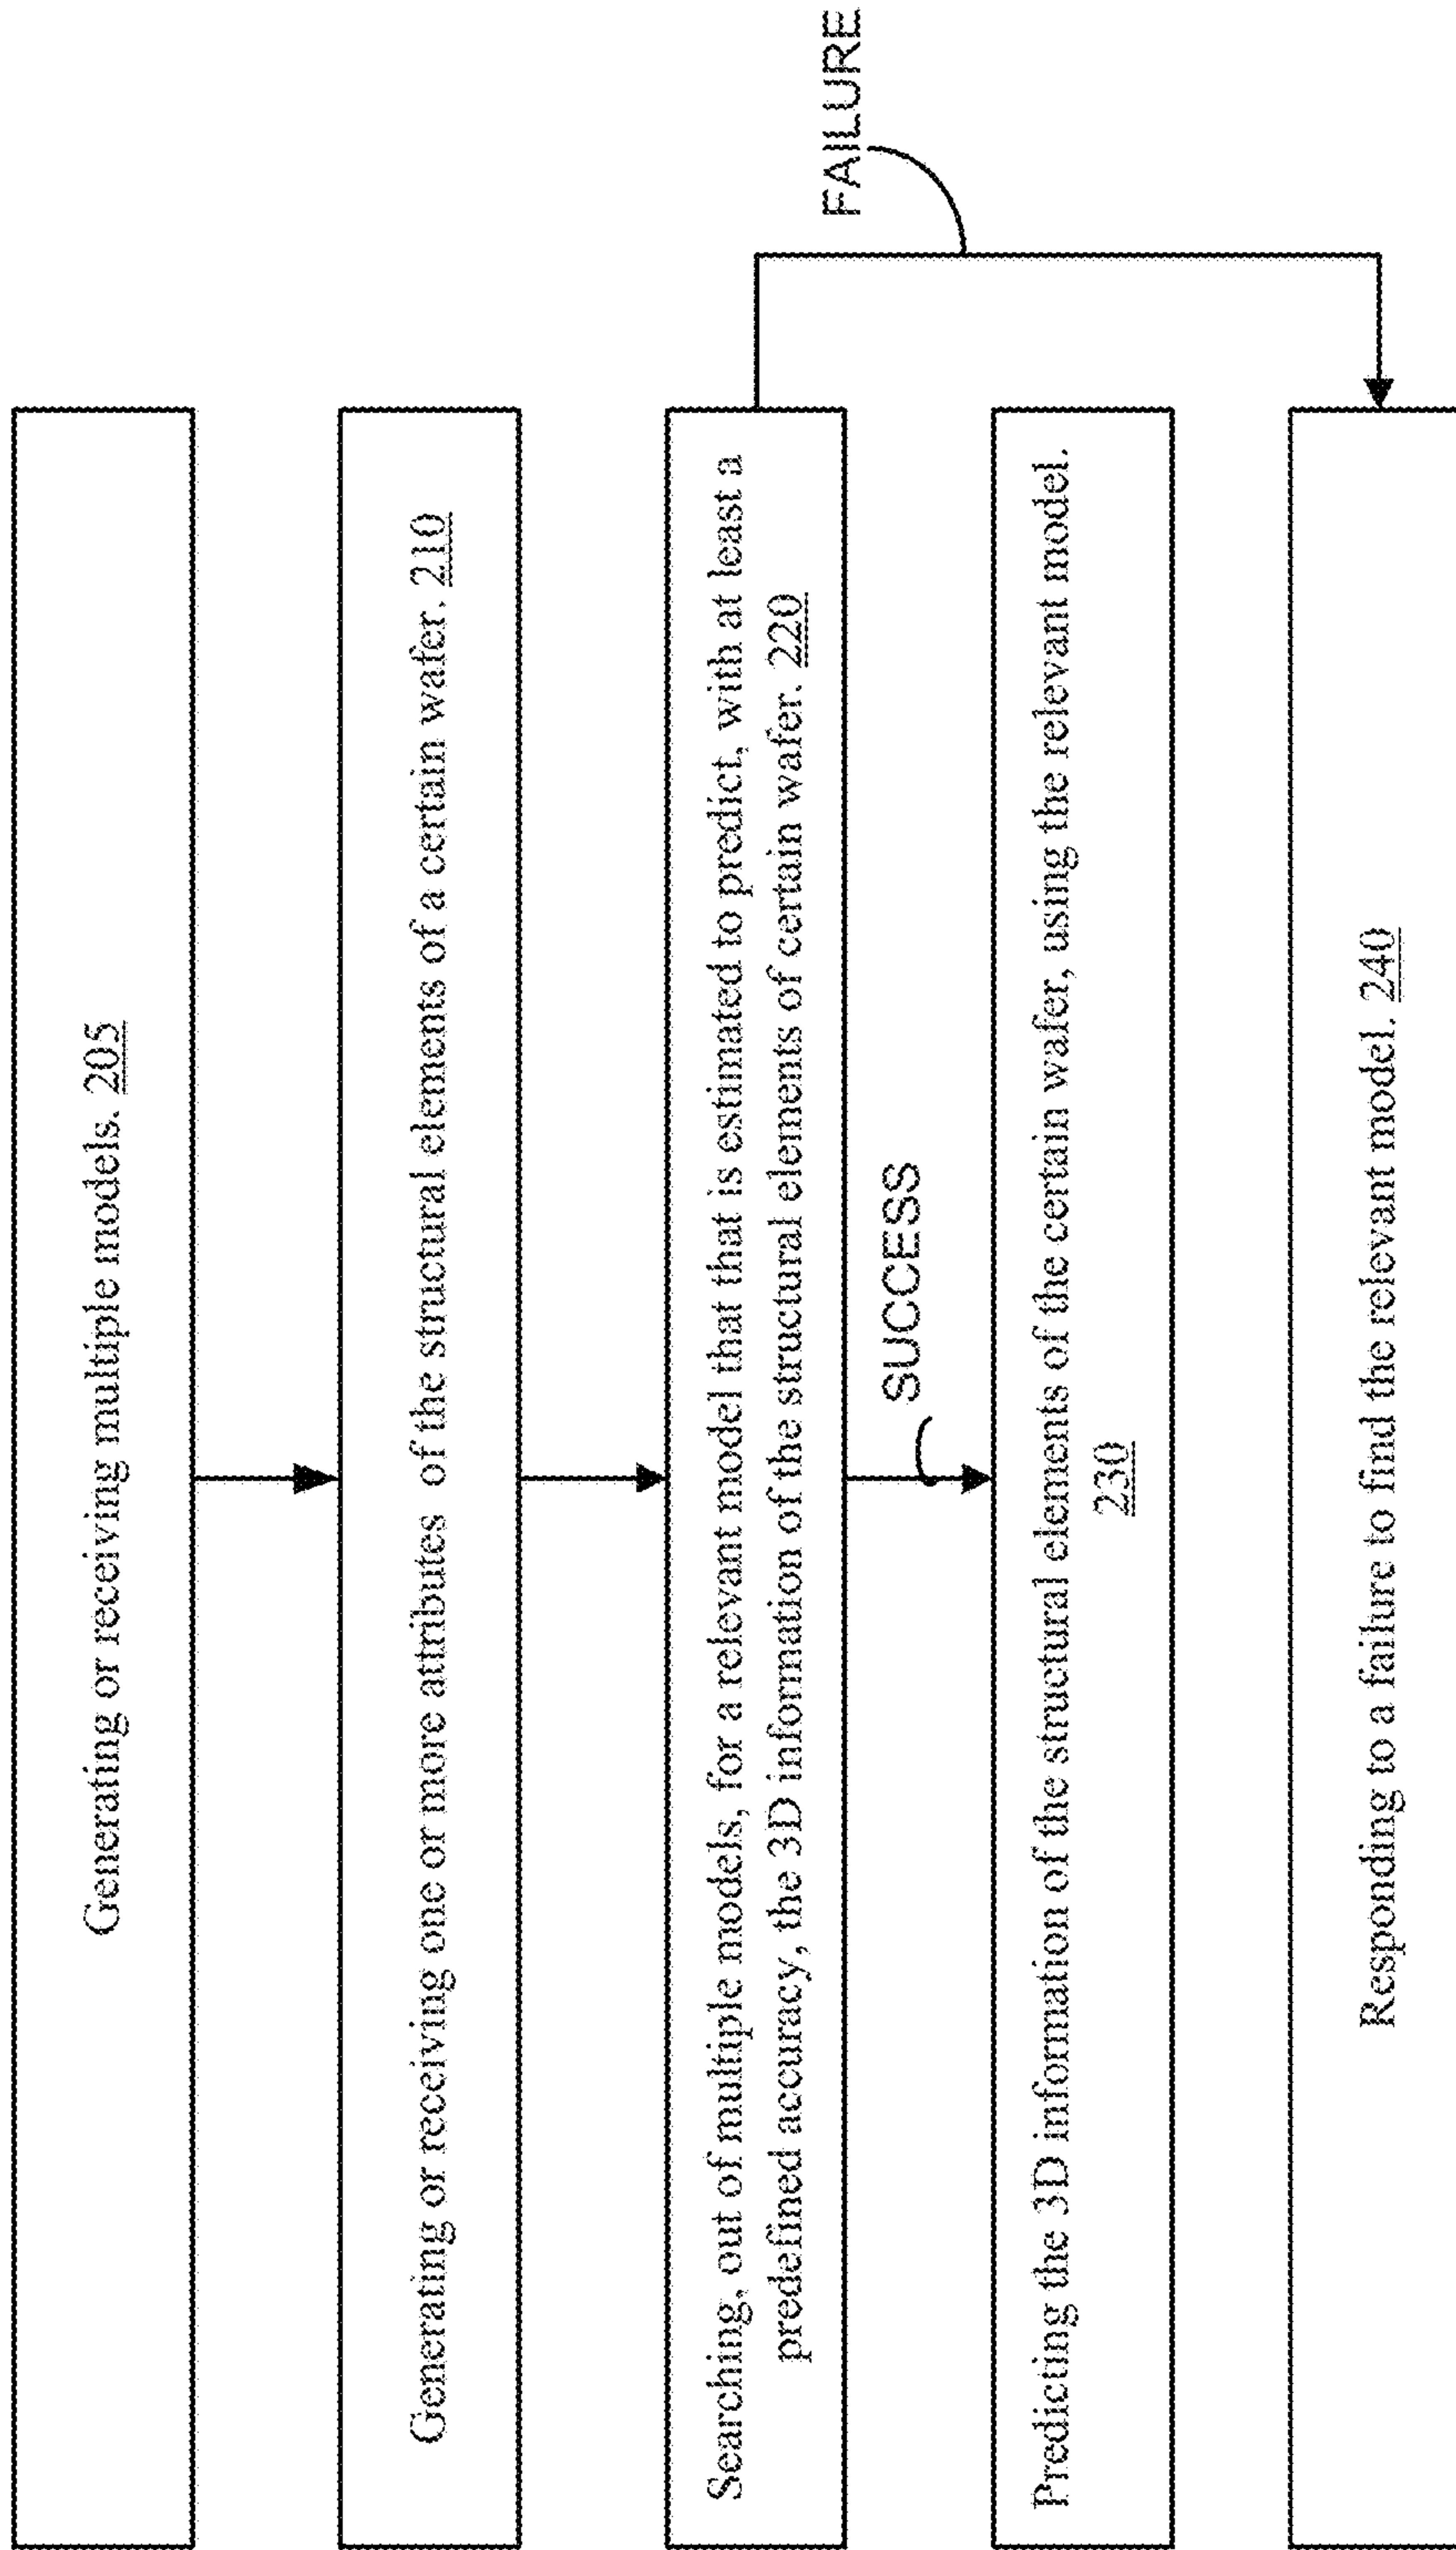 Generating or receiving multiple models. 205
Generating or receiving one or more attributes of the structural elements of a certain wafer. 210
Searching, out of multiple models, for a relevant model that that is estimated to predict, with at least a
predefined accuracy, the 3D information of the structural elements of certain wafer. 220
SUCCESS
FAILURE
Predicting the 3D information of the structural elements of the certain wafer, using the relevant model.
230
Responding to a failure to find the relevant model. 240